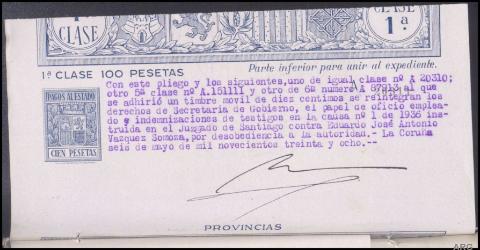 1ª CLASE
CLASE 1ª
1ª CLASE 100 PESETAS
Parte inferior para unir al expediente.
PAGOS AL ESTADO
CIEN PESETAS
Con este pliego y los siguientes, uno de igual clase nº A 20310;
otro 5ª clase nº A.151111 y otro de 6ª numero A 87913 al que
se adhirió un timbre movil de diez centimos se reintegran los
derechos de Secretaria de Gobierno, el papel de oficio emplea-
do e indemnizaciones de testigos en la causa nº 1 de 1936 ins-
truida en el Juzgado de Santiago contra Eduardo José Antonio
Vazquez Somoza, por desobediencia a la autoridad.- La Coruña
seis de mayo de mil novecientos treinta y ocho.--
PROVINCIAS